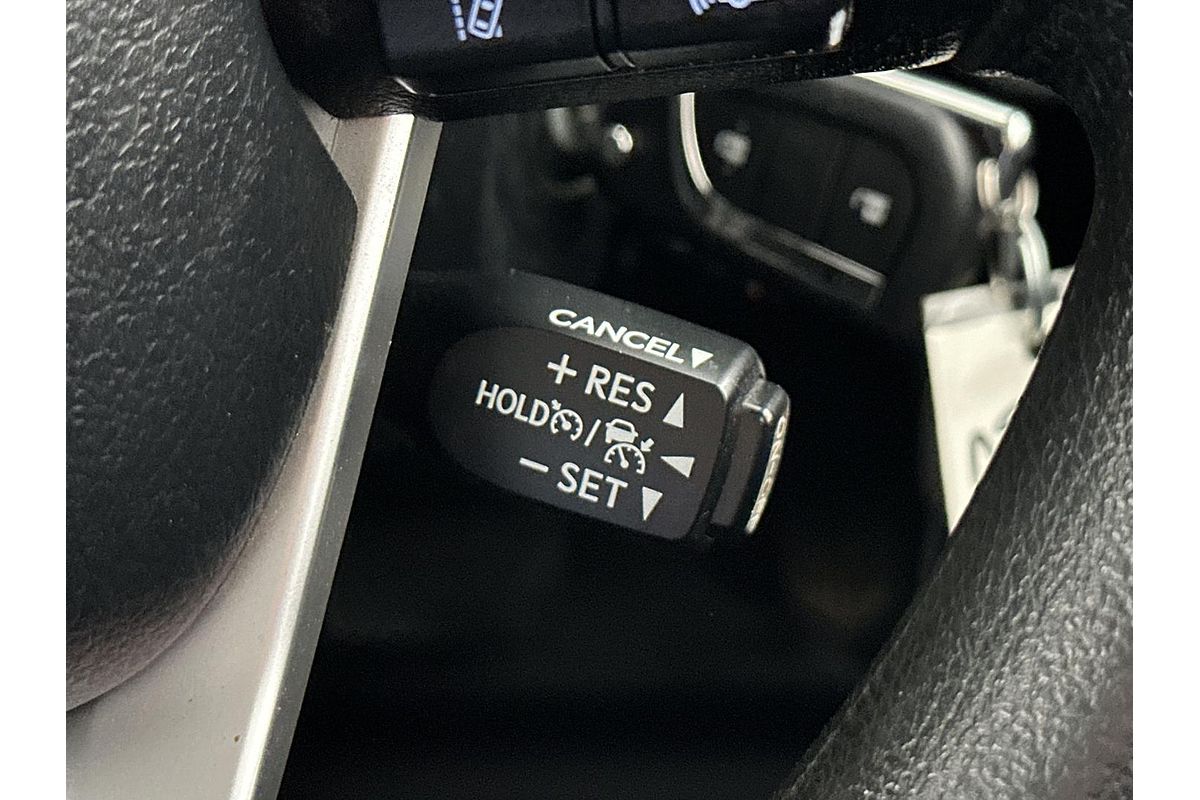 CANCEL▼
+ RES ▲
HOLD /
− SET ▼